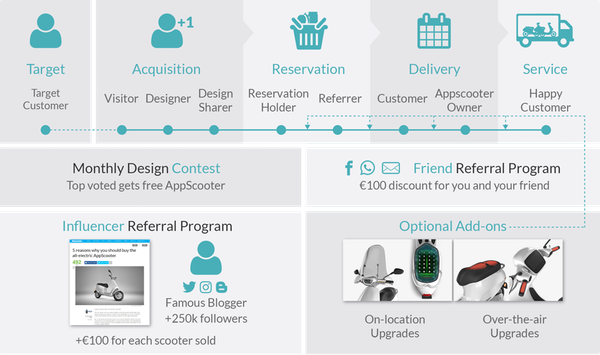 +1
Target
Acquisition
Reservation
Delivery
Service
Target
Customer
Visitor
Designer
Design
Sharer
Reservation
Holder
Referrer
Customer
Appscooter
Owner
Happy
Customer
Monthly Design Contest
Top voted gets free AppScooter
Friend Referral Program
€100 discount for you and your friend
Influencer Referral Program
5 reasons why you should buy the
all-electric AppScooter
492
Famous Blogger
+250k followers
+€100 for each scooter sold
Optional Add-ons
On-location
Upgrades
Over-the-air
Upgrades